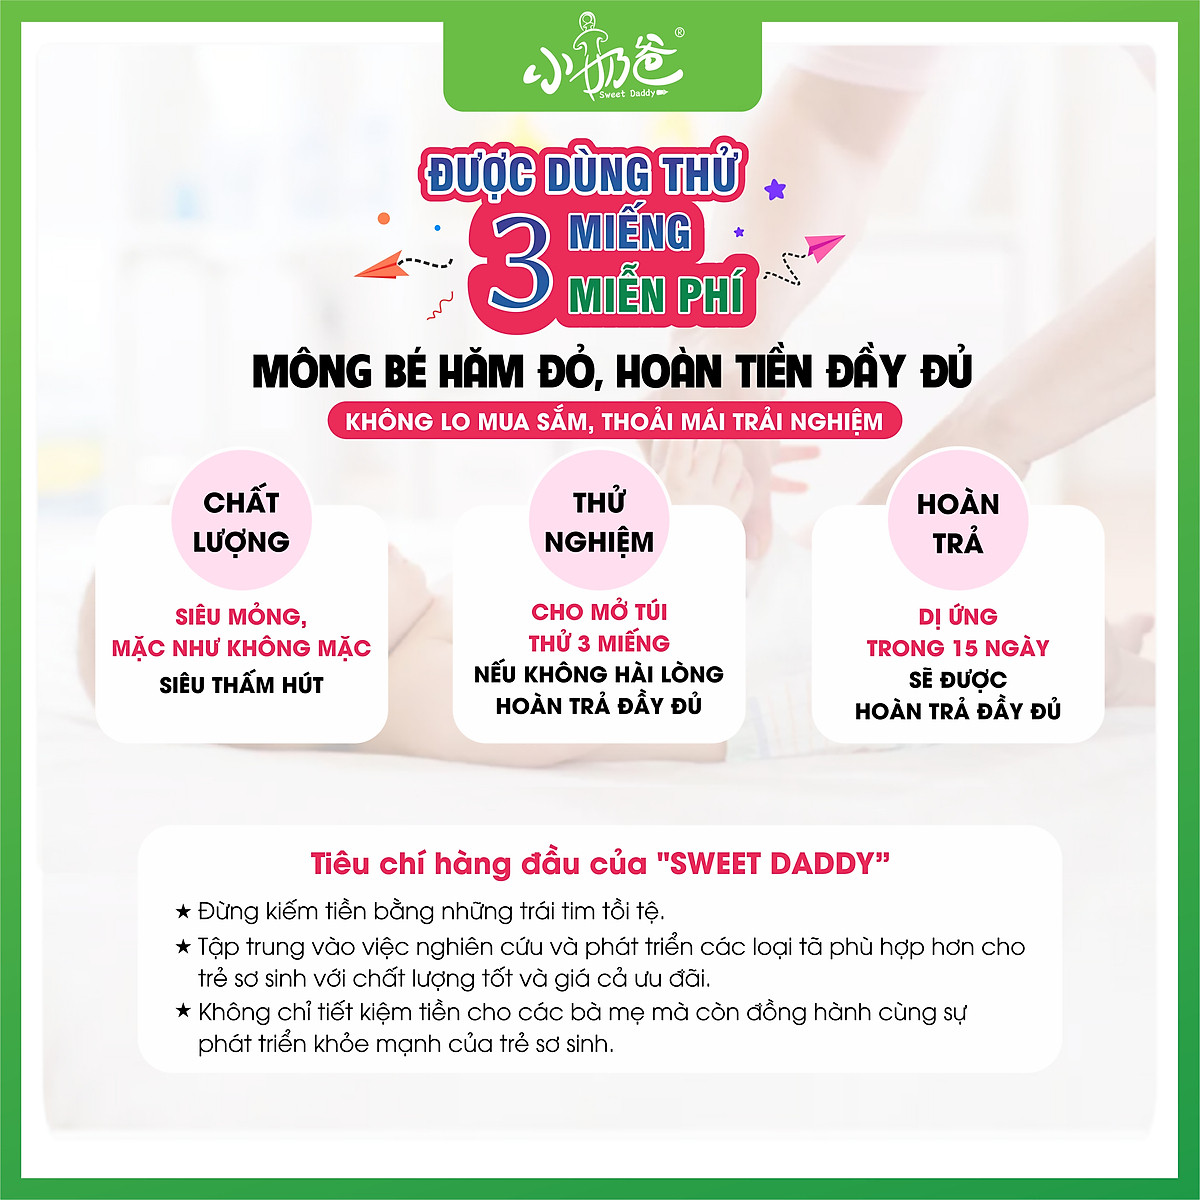 小奶爸®
Sweet Daddy
ĐƯỢC DÙNG THỬ
3 MIẾNG
MIỄN PHÍ
MÔNG BÉ HĂM ĐỎ, HOÀN TIỀN ĐẦY ĐỦ
KHÔNG LO MUA SẮM, THOẢI MÁI TRẢI NGHIỆM
CHẤT
LƯỢNG
SIÊU MỎNG,
MẶC NHƯ KHÔNG MẶC
SIÊU THẤM HÚT
THỬ
NGHIỆM
CHO MỞ TÚI
THỬ 3 MIẾNG
NẾU KHÔNG HÀI LÒNG
HOÀN TRẢ ĐẦY ĐỦ
HOÀN
TRẢ
DỊ ỨNG
TRONG 15 NGÀY
SẼ ĐƯỢC
HOÀN TRẢ ĐẦY ĐỦ
Tiêu chí hàng đầu của "SWEET DADDY”
★ Đừng kiếm tiền bằng những trái tim tồi tệ.
★ Tập trung vào việc nghiên cứu và phát triển các loại tã phù hợp hơn cho
trẻ sơ sinh với chất lượng tốt và giá cả ưu đãi.
★ Không chỉ tiết kiệm tiền cho các bà mẹ mà còn đồng hành cùng sự
phát triển khỏe mạnh của trẻ sơ sinh.